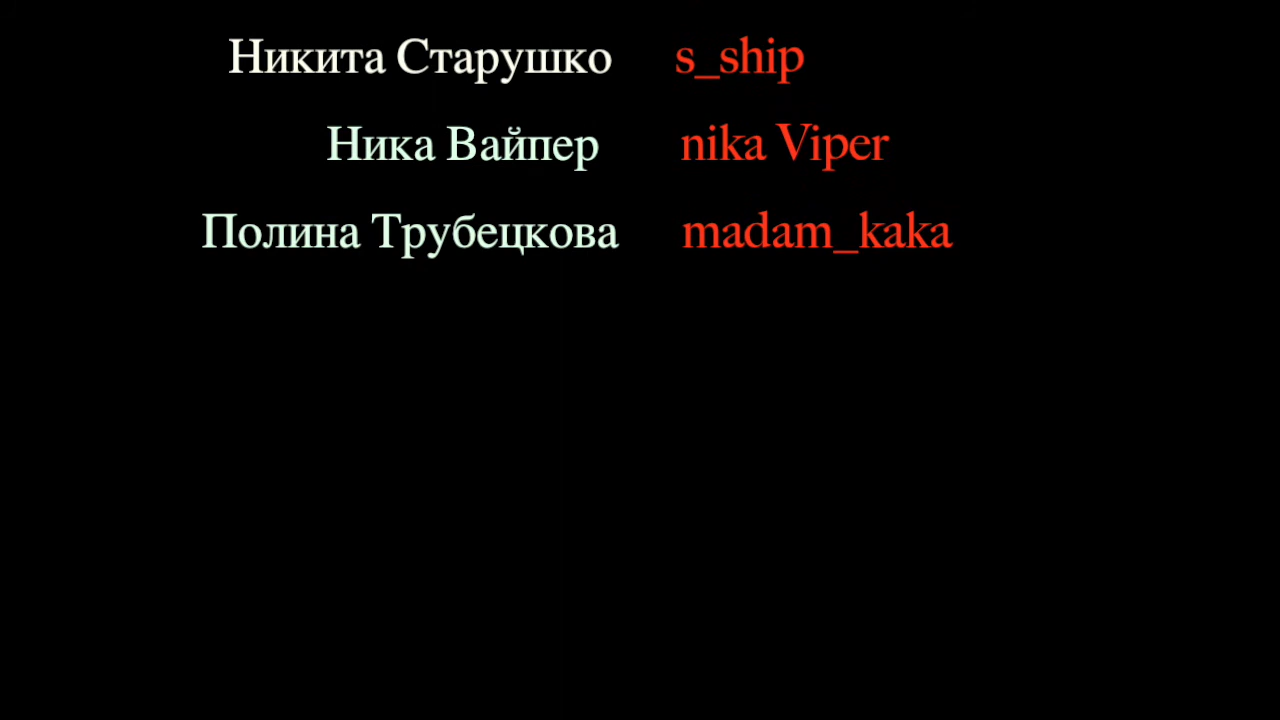 Никита Старушко s_ship
Ника Вайпер nika Viper
Полина Трубецкова madam_kaka